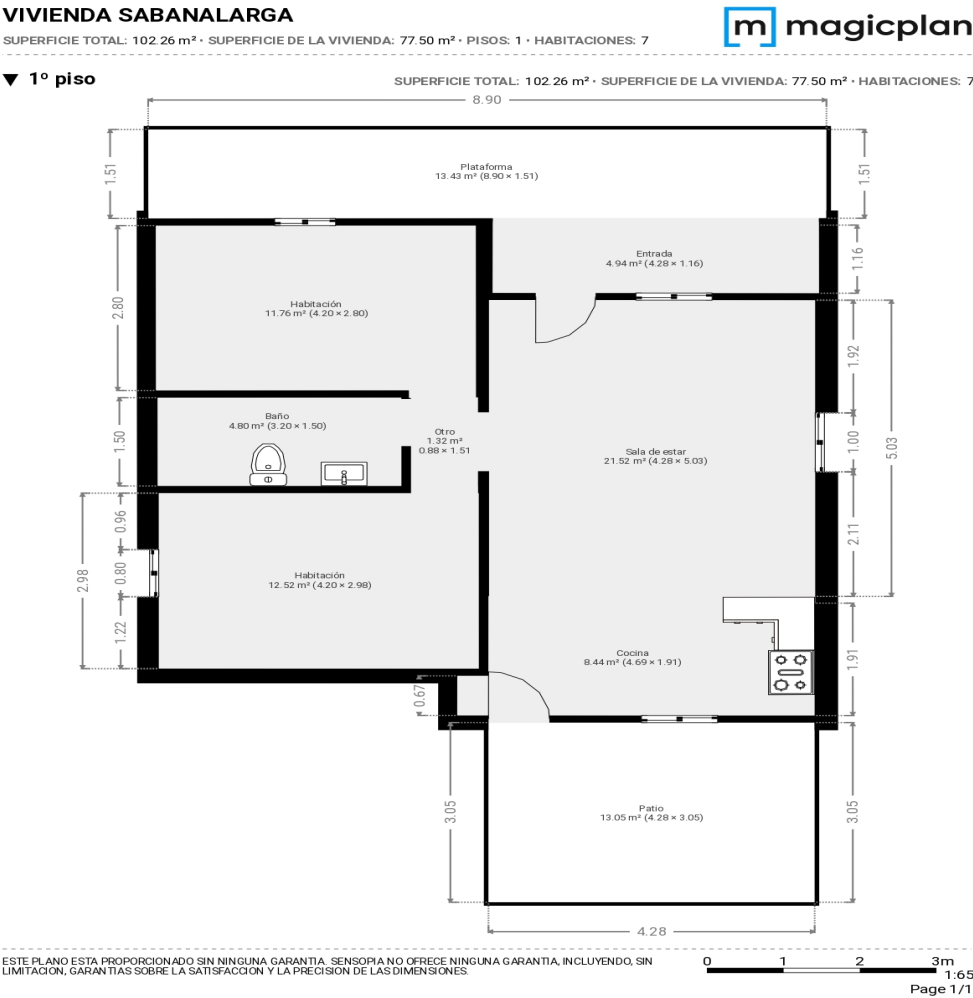 VIVIENDA SABANALARGA
magicplan
SUPERFICIE TOTAL: 102.26 m² · SUPERFICIE DE LA VIVIENDA: 77.50 m² · PISOS: 1 · HABITACIONES: 7
1º piso
SUPERFICIE TOTAL: 102.26 m² · SUPERFICIE DE LA VIVIENDA: 77.50 m² · HABITACIONES: 7
8.90
1.51
Plataforma
13.43 m² (8.90 × 1.51)
1.51
Entrada
4.94 m² (4.28 × 1.16)
1.16
2.80
Habitación
11.76 m² (4.20 × 2.80)
1.92
Baño
4.80 m² (3.20 × 1.50)
1.50
Otro
1.32 m²
0.88 × 1.51
Sala de estar
21.52 m² (4.28 × 5.03)
1.00
5.03
0.96
2.11
2.98
0.80
Habitación
12.52 m² (4.20 × 2.98)
1.22
Cocina
8.44 m² (4.69 × 1.91)
1.91
0.67
3.05
Patio
13.05 m² (4.28 × 3.05)
3.05
4.28
ESTE PLANO ESTA PROPORCIONADO SIN NINGUNA GARANTIA. SENSOPIA NO OFRECE NINGUNA GARANTIA, INCLUYENDO, SIN
LIMITACION, GARANTIAS SOBRE LA SATISFACCION Y LA PRECISION DE LAS DIMENSIONES.
0 1 2 3m
1:65
Page 1/1